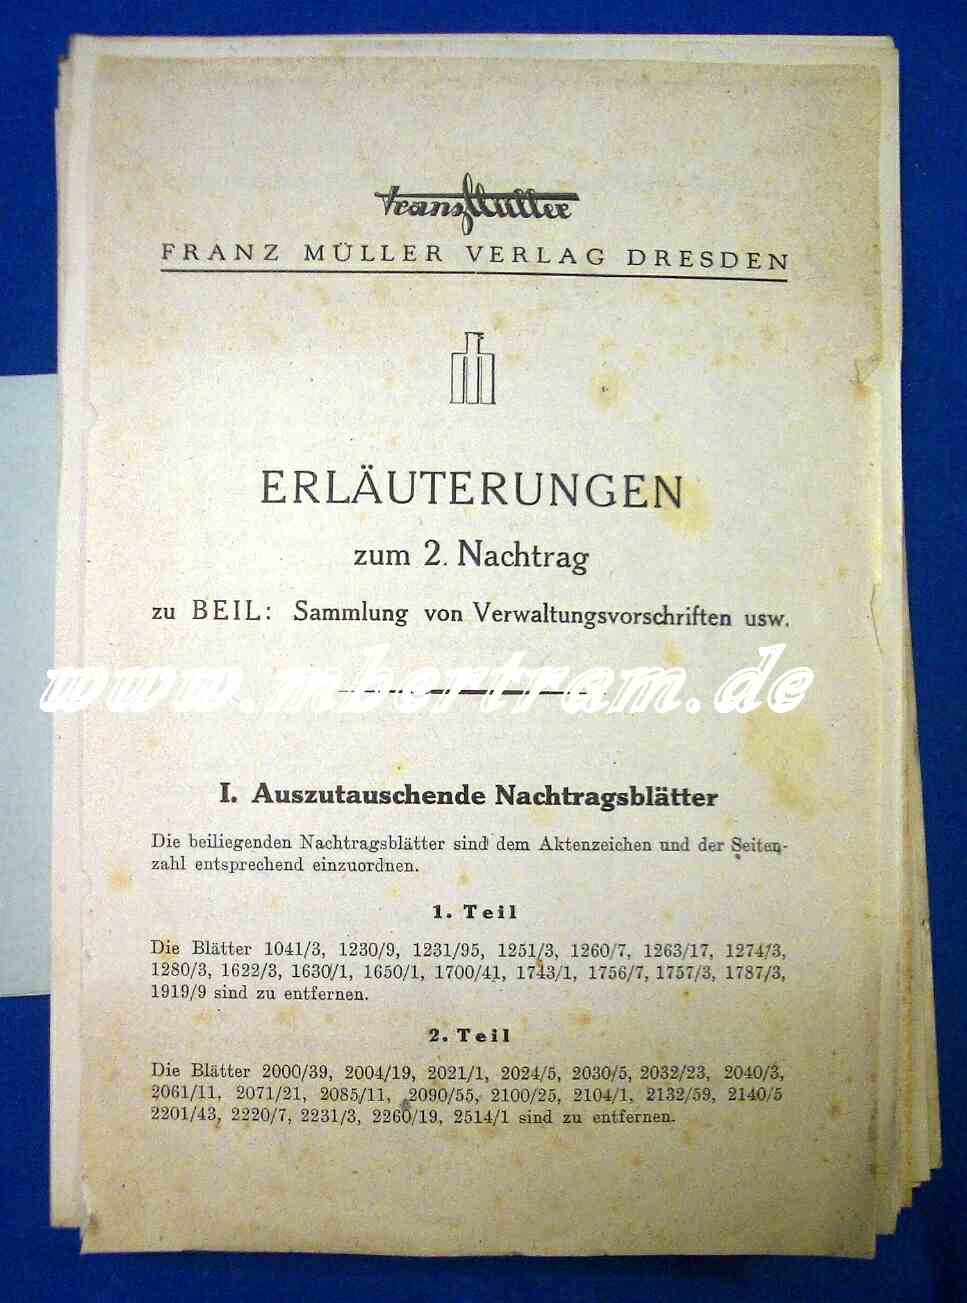 Franz Müller
FRANZ MÜLLER VERLAG DRESDEN
ERLÄUTERUNGEN
zum 2. Nachtrag
zu BEIL: Sammlung von Verwaltungsvorschriften usw.
www.mbertram.de
I. Auszutauschende Nachtragsblätter
Die beiliegenden Nachtragsblätter sind dem Aktenzeichen und der Seiten-
zahl entsprechend einzuordnen.
1. Teil
Die Blätter 1041/3, 1230/9, 1231/95, 1251/3, 1260/7, 1263/17, 1274/3,
1280/3, 1622/3, 1630/1, 1650/1, 1700/41, 1743/1, 1756/7, 1757/3, 1787/3,
1919/9 sind zu entfernen.
2. Teil
Die Blätter 2000/39, 2004/19, 2021/1, 2024/5, 2030/5, 2032/23, 2040/3,
2061/11, 2071/21, 2085/11, 2090/55, 2100/25, 2104/1, 2132/59, 2140/5
2201/43, 2220/7, 2231/3, 2260/19, 2514/1 sind zu entfernen.